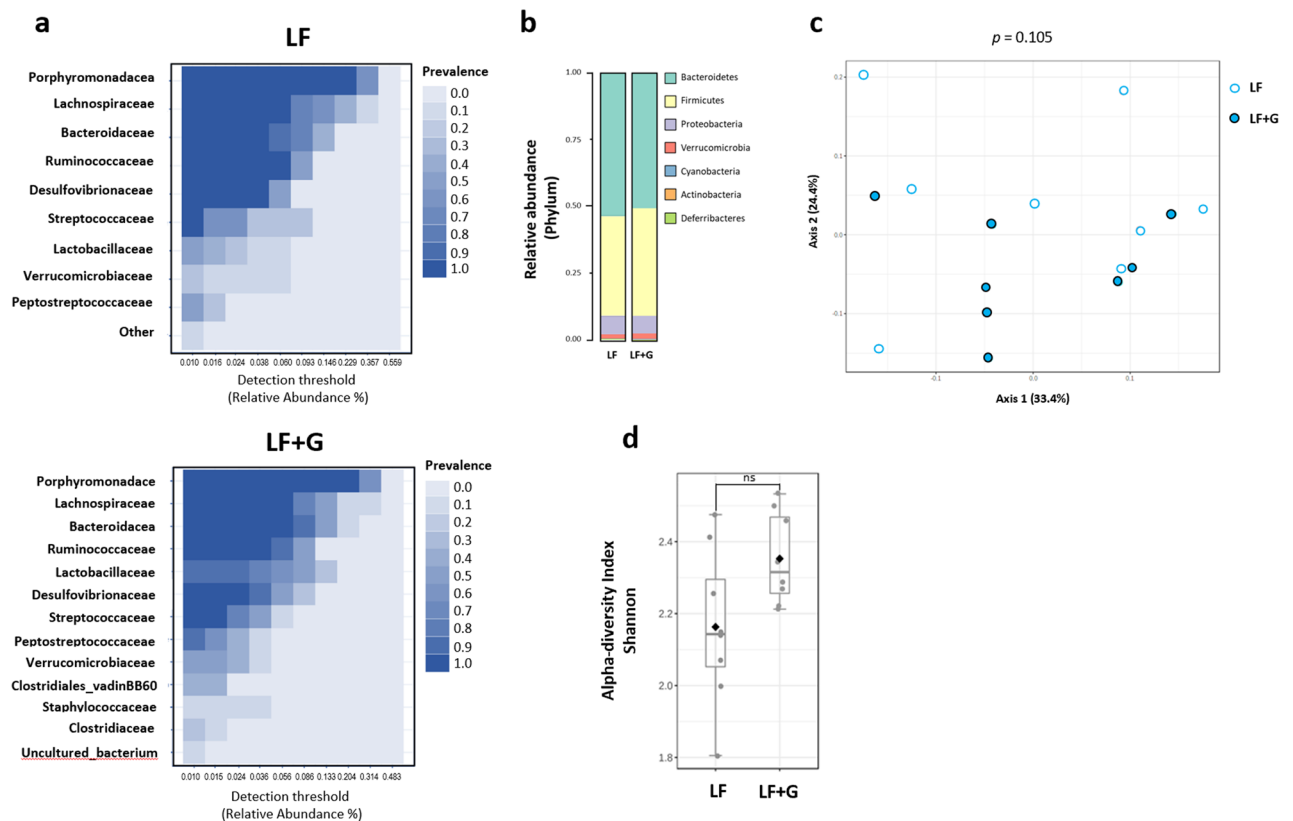 a
LF
Porphyromonadacea
Lachnospiraceae
Bacteroidaceae
Ruminococcaceae
Desulfovibrionaceae
Streptococcaceae
Lactobacillaceae
Verrucomicrobiaceae
Peptostreptococcaceae
Other
0.010 0.016 0.024 0.038 0.060 0.093 0.146 0.229 0.357 0.559
Detection threshold
(Relative Abundance %)
Prevalence
0.0
0.1
0.2
0.3
0.4
0.5
0.6
0.7
0.8
0.9
1.0
LF+G
Porphyromonadace
Lachnospiraceae
Bacteroidacea
Ruminococcaceae
Lactobacillaceae
Desulfovibrionaceae
Streptococcaceae
Peptostreptococcaceae
Verrucomicrobiaceae
Clostridiales_vadinBB60
Staphylococcaceae
Clostridiaceae
Uncultured_bacterium
0.010 0.015 0.024 0.036 0.056 0.086 0.133 0.204 0.314 0.483
Detection threshold
(Relative Abundance %)
Prevalence
0.0
0.1
0.2
0.3
0.4
0.5
0.6
0.7
0.8
0.9
1.0
b
Relative abundance
(Phylum)
1.00
0.75
0.50
0.25
0.00
LF LF+G
Bacteroidetes
Firmicutes
Proteobacteria
Verrucomicrobia
Cyanobacteria
Actinobacteria
Deferribacteres
c
p = 0.105
Axis 2 (24.4%)
0.2
0.1
0.0
-0.1
-0.1 0.0 0.1
Axis 1 (33.4%)
LF
LF+G
d
ns
Alpha-diversity Index
Shannon
2.4
2.2
2.0
1.8
LF LF+G